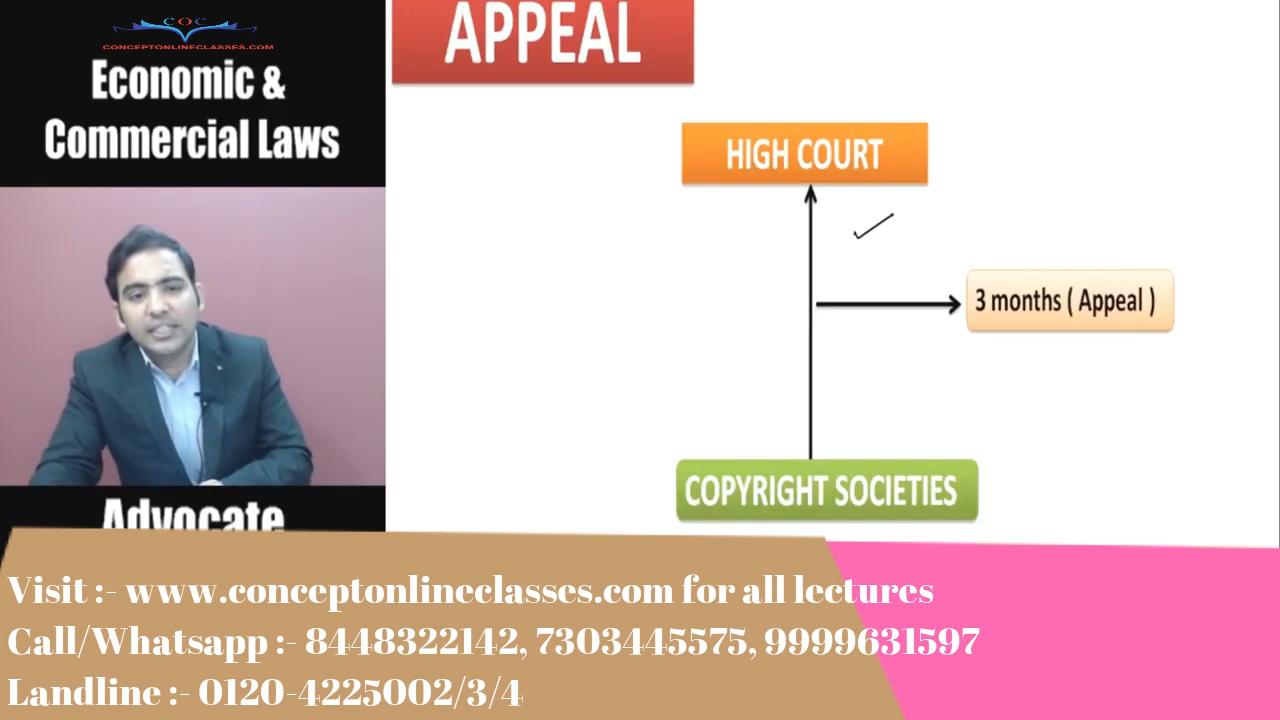 COC
CONCEPTONLINECLASSES.COM
Economic &
Commercial Laws
Advocate
APPEAL
HIGH COURT
3 months ( Appeal )
COPYRIGHT SOCIETIES
Visit :- www.conceptonlineclasses.com for all lectures
Call/Whatsapp :- 8448322142, 7303445575, 9999631597
Landline :- 0120-4225002/3/4